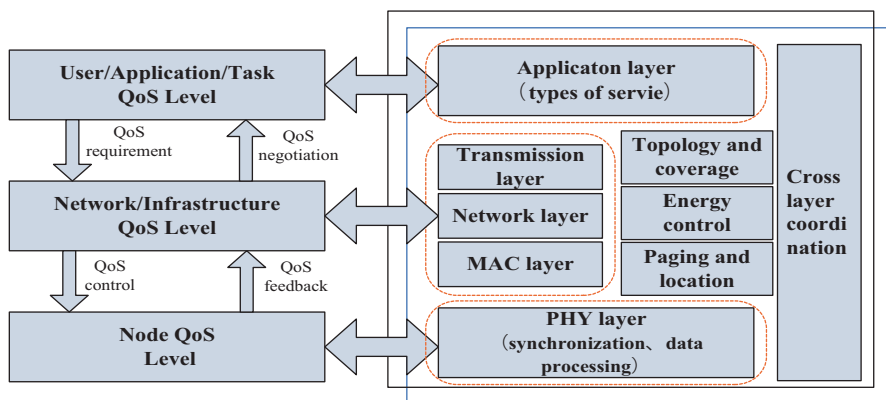 User/Application/Task
QoS Level
QoS
requirement
QoS
negotiation
Network/Infrastructure
QoS Level
QoS
control
QoS
feedback
Node QoS
Level
Applicaton layer
（types of servie）
Transmission
layer
Network layer
MAC layer
Topology and
coverage
Energy
control
Paging and
location
PHY layer
（synchronization、data
processing）
Cross
layer
coordi
nation